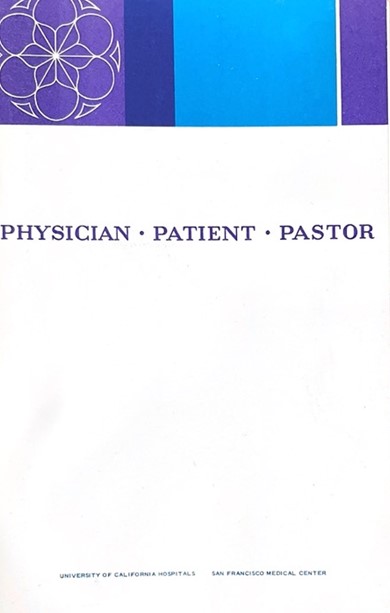 PHYSICIAN · PATIENT · PASTOR
UNIVERSITY OF CALIFORNIA HOSPITALS SAN FRANCISCO MEDICAL CENTER